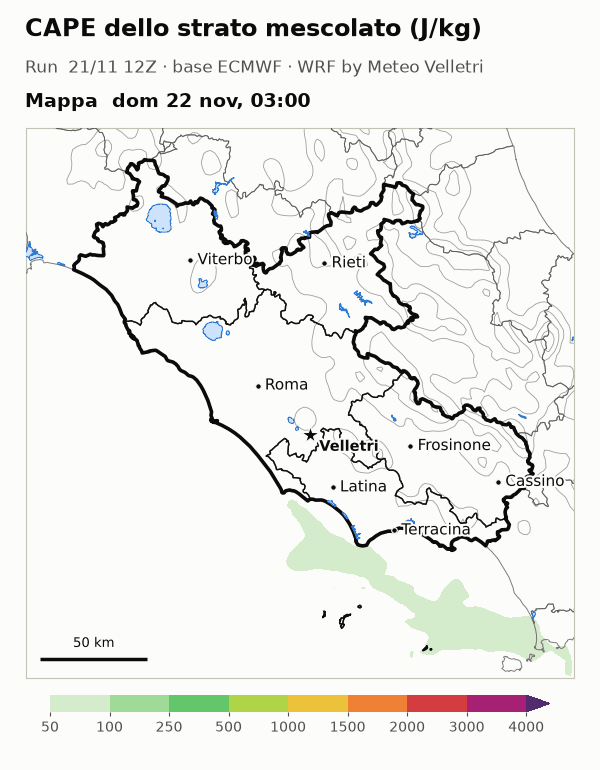 CAPE dello strato mescolato (J/kg)
Run 21/11 12Z · base ECMWF · WRF by Meteo Velletri
Mappa dom 22 nov, 03:00
Viterbo
Rieti
Roma
Velletri
Frosinone
Latina
Cassino
Terracina
50 km
50 100 250 500 1000 1500 2000 3000 4000